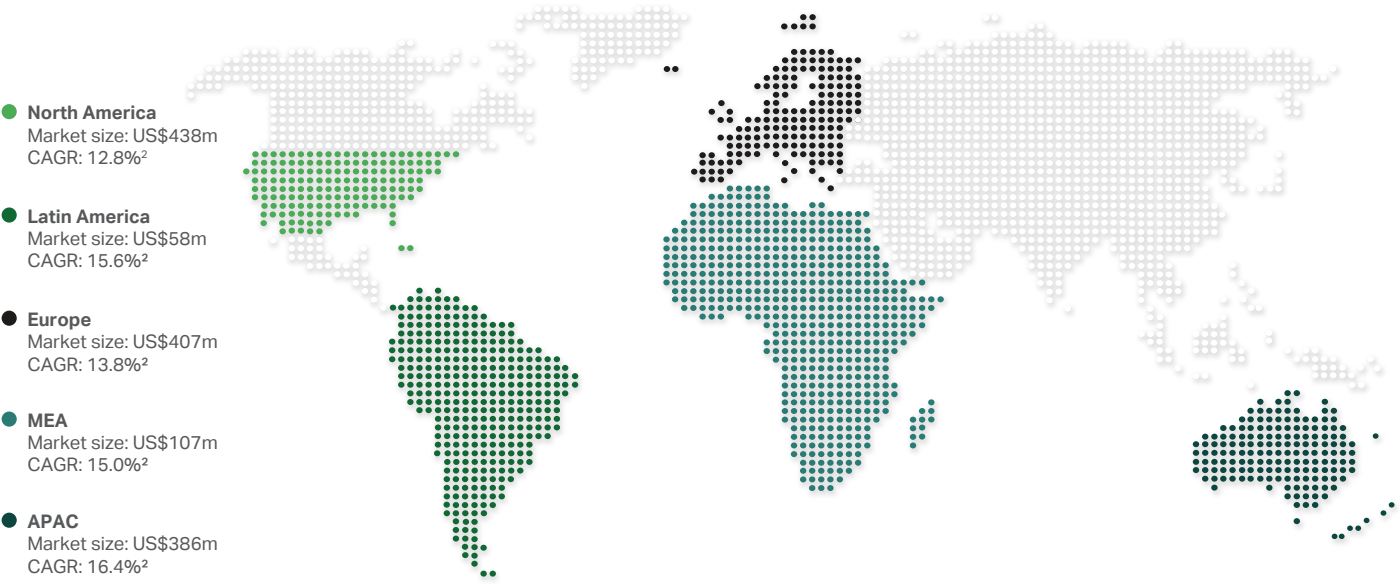 North America
Market size: US$438m
CAGR: 12.8%²
Latin America
Market size: US$58m
CAGR: 15.6%²
Europe
Market size: US$407m
CAGR: 13.8%²
MEA
Market size: US$107m
CAGR: 15.0%²
APAC
Market size: US$386m
CAGR: 16.4%²